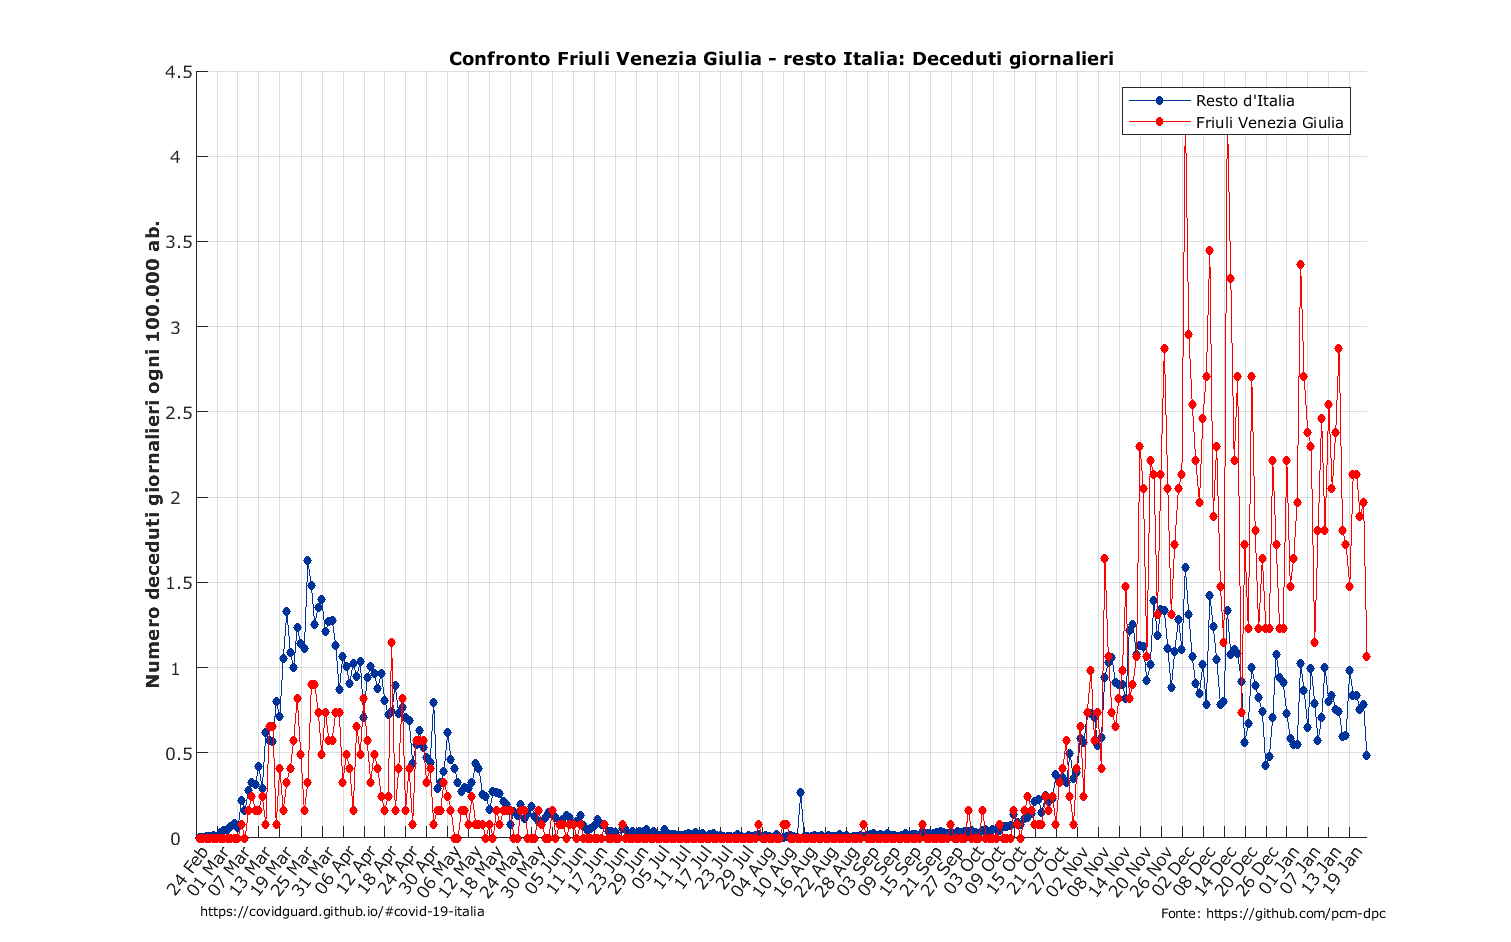 Confronto Friuli Venezia Giulia - resto Italia: Deceduti giornalieri
Resto d'Italia
Friuli Venezia Giulia
Numero deceduti giornalieri ogni 100.000 ab.
4.5
4
3.5
3
2.5
2
1.5
1
0.5
0
24 Feb
01 Mar
07 Mar
13 Mar
19 Mar
25 Mar
31 Mar
06 Apr
12 Apr
18 Apr
24 Apr
30 Apr
06 May
12 May
18 May
24 May
30 May
05 Jun
11 Jun
17 Jun
23 Jun
29 Jun
05 Jul
11 Jul
17 Jul
23 Jul
29 Jul
04 Aug
10 Aug
16 Aug
22 Aug
28 Aug
03 Sep
09 Sep
15 Sep
21 Sep
27 Sep
03 Oct
09 Oct
15 Oct
21 Oct
27 Oct
02 Nov
08 Nov
14 Nov
20 Nov
26 Nov
02 Dec
08 Dec
14 Dec
20 Dec
26 Dec
01 Jan
07 Jan
13 Jan
19 Jan
https://covidguard.github.io/#covid-19-italia
Fonte: https://github.com/pcm-dpc